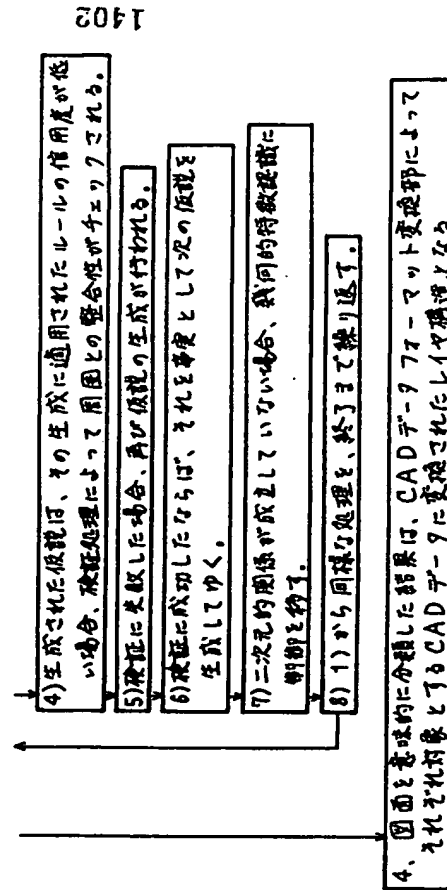 4)生成された仮説は、その生成に適用されたルールの信用度が低
い場合、検証処理によって周囲との整合性がチェックされる。
5)検証に失敗した場合、再び仮説の生成が行われる。
6)検証に成功したならば、それを事実として次の仮説を
生成してゆく。
7)二次元的関係が成立していない場合、幾何的特徴認識に
制御を移す。
8)1)から同様な処理を、終了まで繰り返す。
4、図面を意味的に分類した結果は、CADデータフォーマット変換部によって
それぞれ対象とするCADデータに変換されたレイヤ構造となる
1402